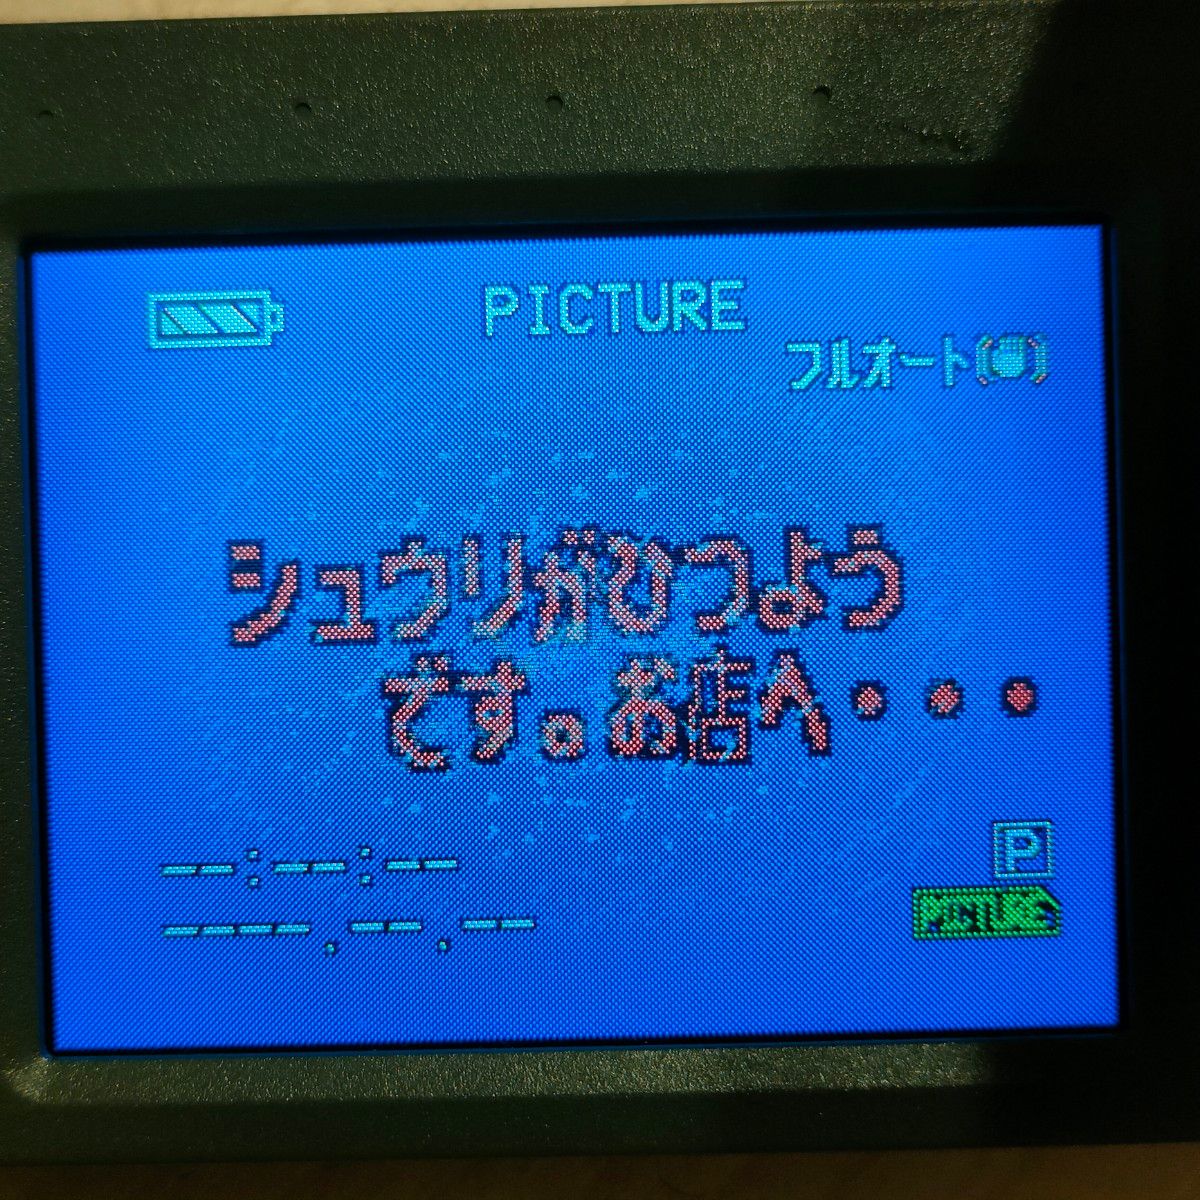 PICTURE
フルオート
シュウリがひつよう
です。お店へ・・・
--:--:--
----.--.--
P
PICTURE